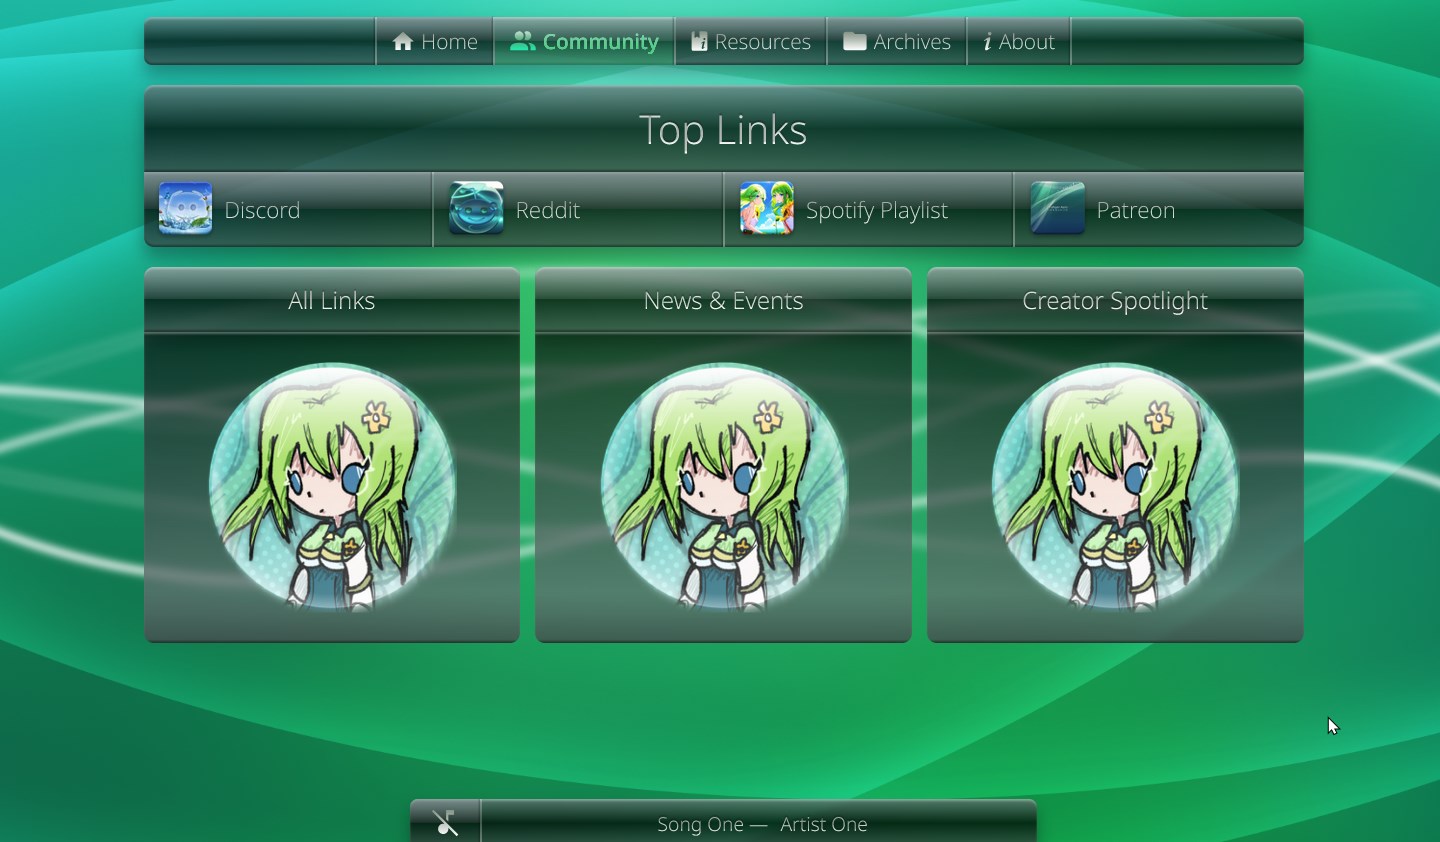 Home Community Resources Archives About
Top Links
Discord Reddit Spotify Playlist Patreon
All Links News & Events Creator Spotlight
Song One — Artist One